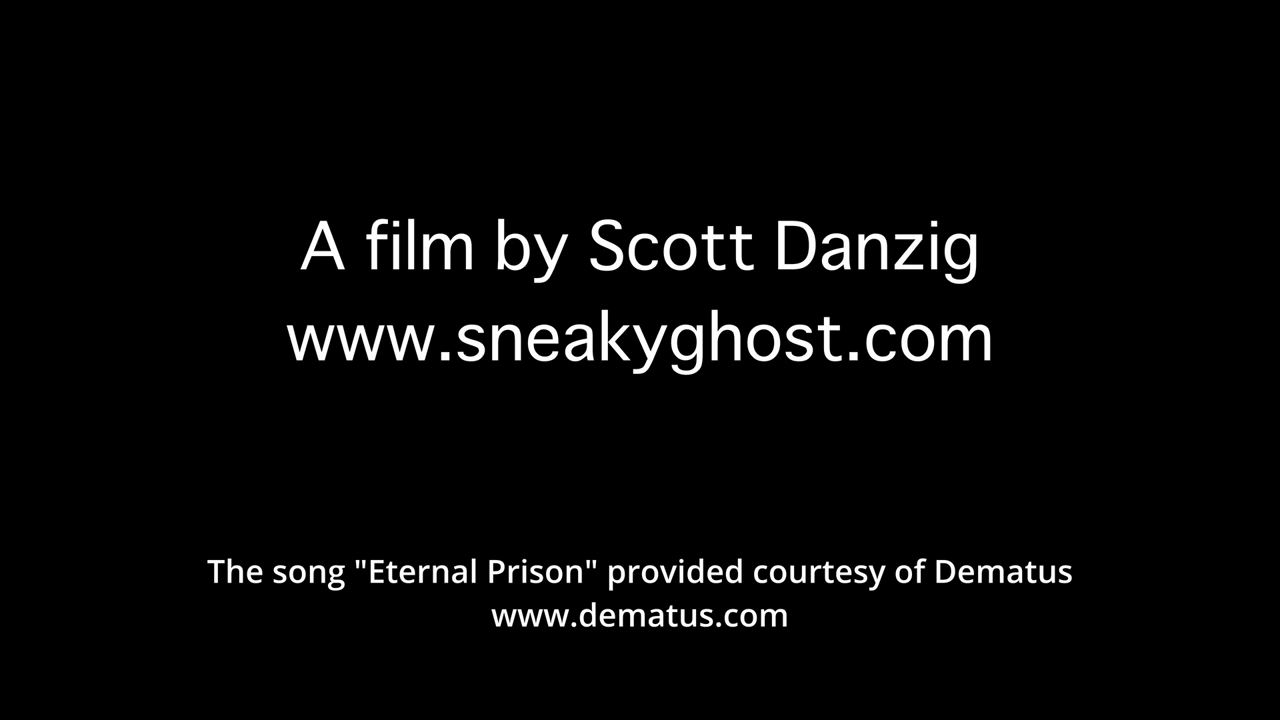 A film by Scott Danzig
www.sneakyghost.com
The song "Eternal Prison" provided courtesy of Dematus
www.dematus.com